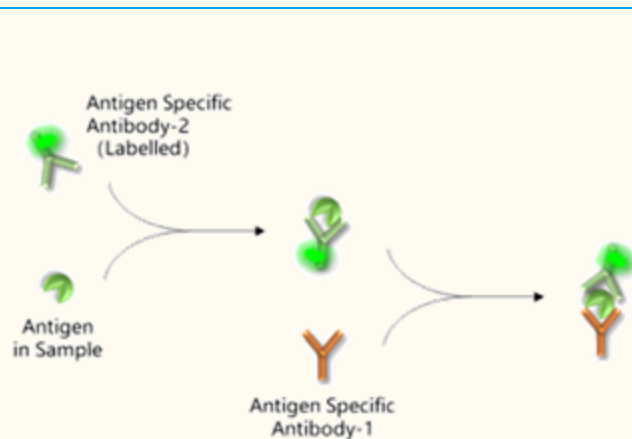 Antigen Specific
Antibody-2
(Labelled)
Antigen
in Sample
Antigen Specific
Antibody-1